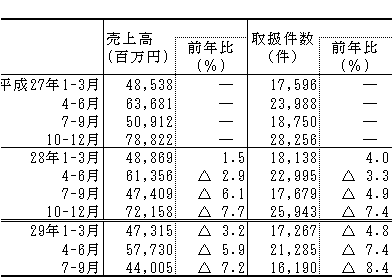 売上高 取扱件数
(百万円) 前年比 (件) 前年比
(%) (%)
平成27年1-3月 48,538 — 17,596 —
4-6月 63,681 — 23,988 —
7-9月 50,912 — 18,750 —
10-12月 78,822 — 28,256 —
28年1-3月 48,869 1.5 18,138 4.0
4-6月 61,356 △ 2.9 22,995 △ 3.3
7-9月 47,409 △ 6.1 17,679 △ 4.9
10-12月 72,158 △ 7.7 25,943 △ 7.4
29年1-3月 47,315 △ 3.2 17,267 △ 4.8
4-6月 57,730 △ 5.9 21,285 △ 7.4
7-9月 44,005 △ 7.2 16,190 △ 8.4